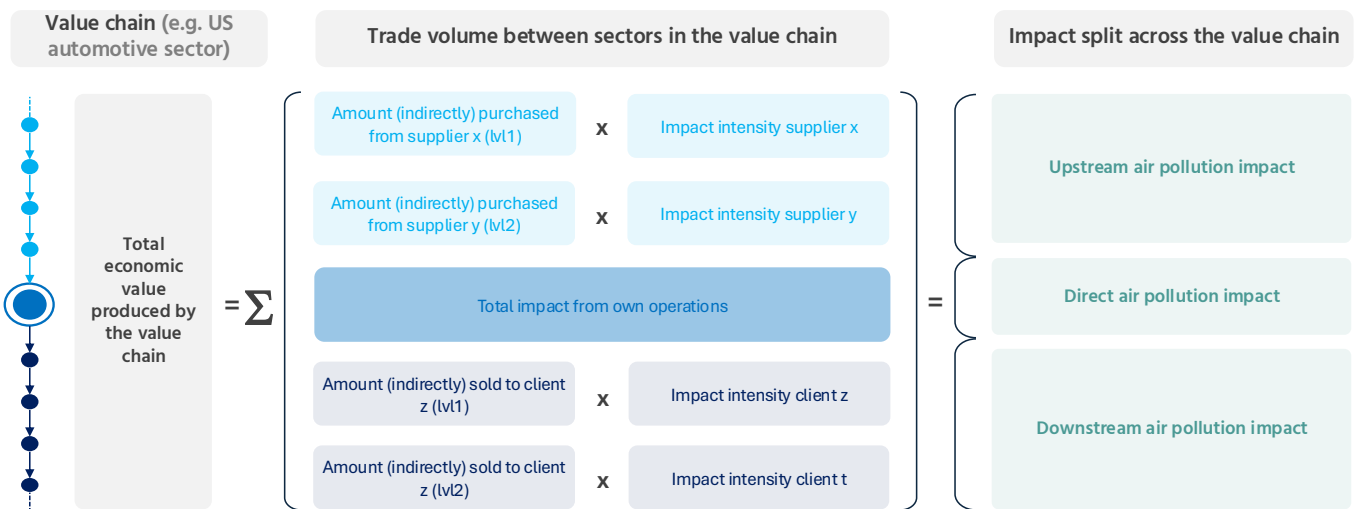 Value chain (e.g. US
automotive sector)
Trade volume between sectors in the value chain
Impact split across the value chain
Total
economic
value
produced by
the value
chain
= Σ
Amount (indirectly) purchased
from supplier x (lvl1)
x
Impact intensity supplier x
Amount (indirectly) purchased
from supplier y (lvl2)
x
Impact intensity supplier y
Total impact from own operations
Amount (indirectly) sold to client
z (lvl1)
x
Impact intensity client z
Amount (indirectly) sold to client
z (lvl2)
x
Impact intensity client t
=
Upstream air pollution impact
Direct air pollution impact
Downstream air pollution impact